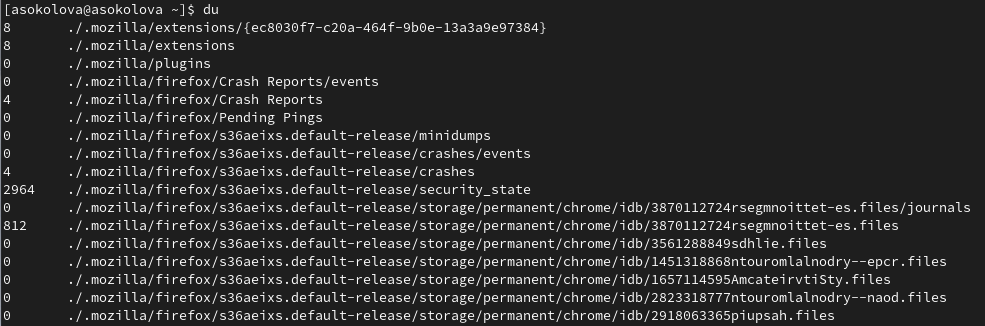 [asokolova@asokolova ~]$ du
8       ./.mozilla/extensions/{ec8030f7-c20a-464f-9b0e-13a3a9e97384}
8       ./.mozilla/extensions
0       ./.mozilla/plugins
0       ./.mozilla/firefox/Crash Reports/events
4       ./.mozilla/firefox/Crash Reports
0       ./.mozilla/firefox/Pending Pings
0       ./.mozilla/firefox/s36aeixs.default-release/minidumps
0       ./.mozilla/firefox/s36aeixs.default-release/crashes/events
4       ./.mozilla/firefox/s36aeixs.default-release/crashes
2964    ./.mozilla/firefox/s36aeixs.default-release/security_state
0       ./.mozilla/firefox/s36aeixs.default-release/storage/permanent/chrome/idb/3870112724rsegmnoittet-es.files/journals
812     ./.mozilla/firefox/s36aeixs.default-release/storage/permanent/chrome/idb/3870112724rsegmnoittet-es.files
0       ./.mozilla/firefox/s36aeixs.default-release/storage/permanent/chrome/idb/3561288849sdhlie.files
0       ./.mozilla/firefox/s36aeixs.default-release/storage/permanent/chrome/idb/1451318868ntouromlalnodry--epcr.files
0       ./.mozilla/firefox/s36aeixs.default-release/storage/permanent/chrome/idb/1657114595AmcateirvtiSty.files
0       ./.mozilla/firefox/s36aeixs.default-release/storage/permanent/chrome/idb/2823318777ntouromlalnodry--naod.files
0       ./.mozilla/firefox/s36aeixs.default-release/storage/permanent/chrome/idb/2918063365piupsah.files